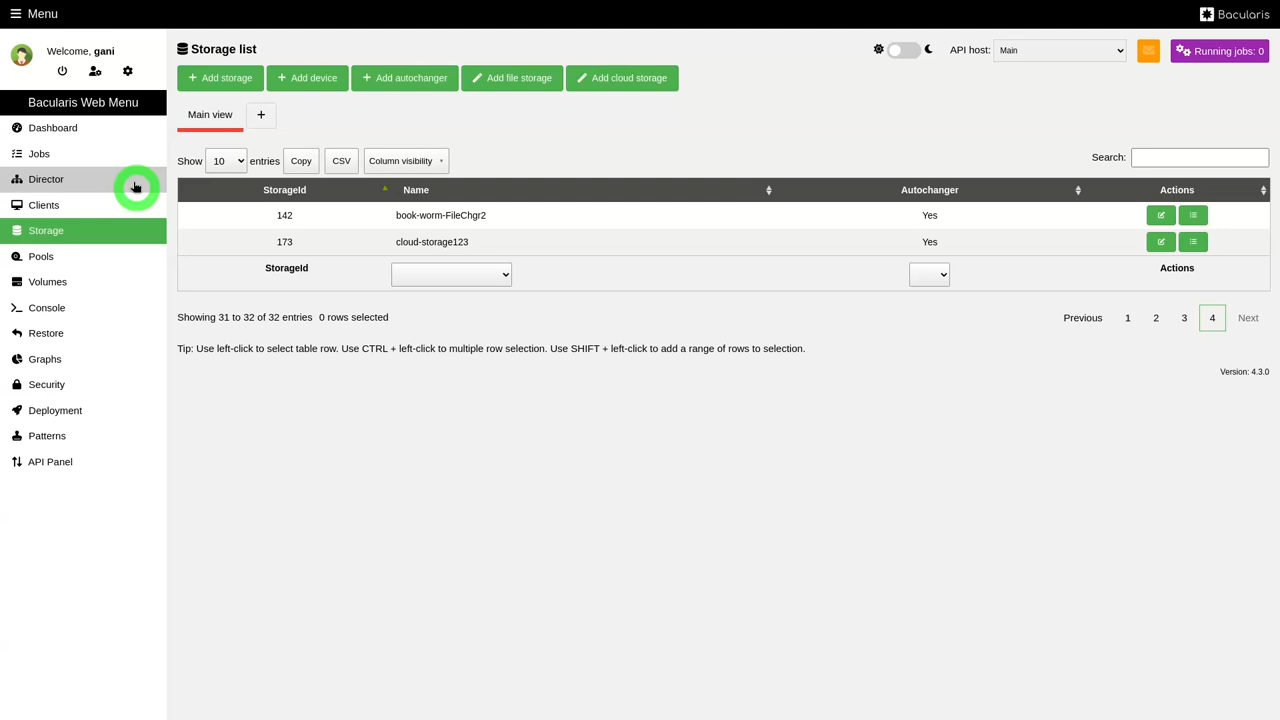 Menu
Bacularis
Welcome, gani
Bacularis Web Menu
Dashboard
Jobs
Director
Clients
Storage
Pools
Volumes
Console
Restore
Graphs
Security
Deployment
Patterns
API Panel
Storage list
API host: Main
Running jobs: 0
+ Add storage
+ Add device
+ Add autochanger
Add file storage
Add cloud storage
Main view
+
Show 10 entries Copy CSV Column visibility
Search:
StorageId Name Autochanger Actions
142 book-worm-FileChgr2 Yes
173 cloud-storage123 Yes
StorageId Actions
Showing 31 to 32 of 32 entries 0 rows selected
Previous 1 2 3 4 Next
Tip: Use left-click to select table row. Use CTRL + left-click to multiple row selection. Use SHIFT + left-click to add a range of rows to selection.
Version: 4.3.0